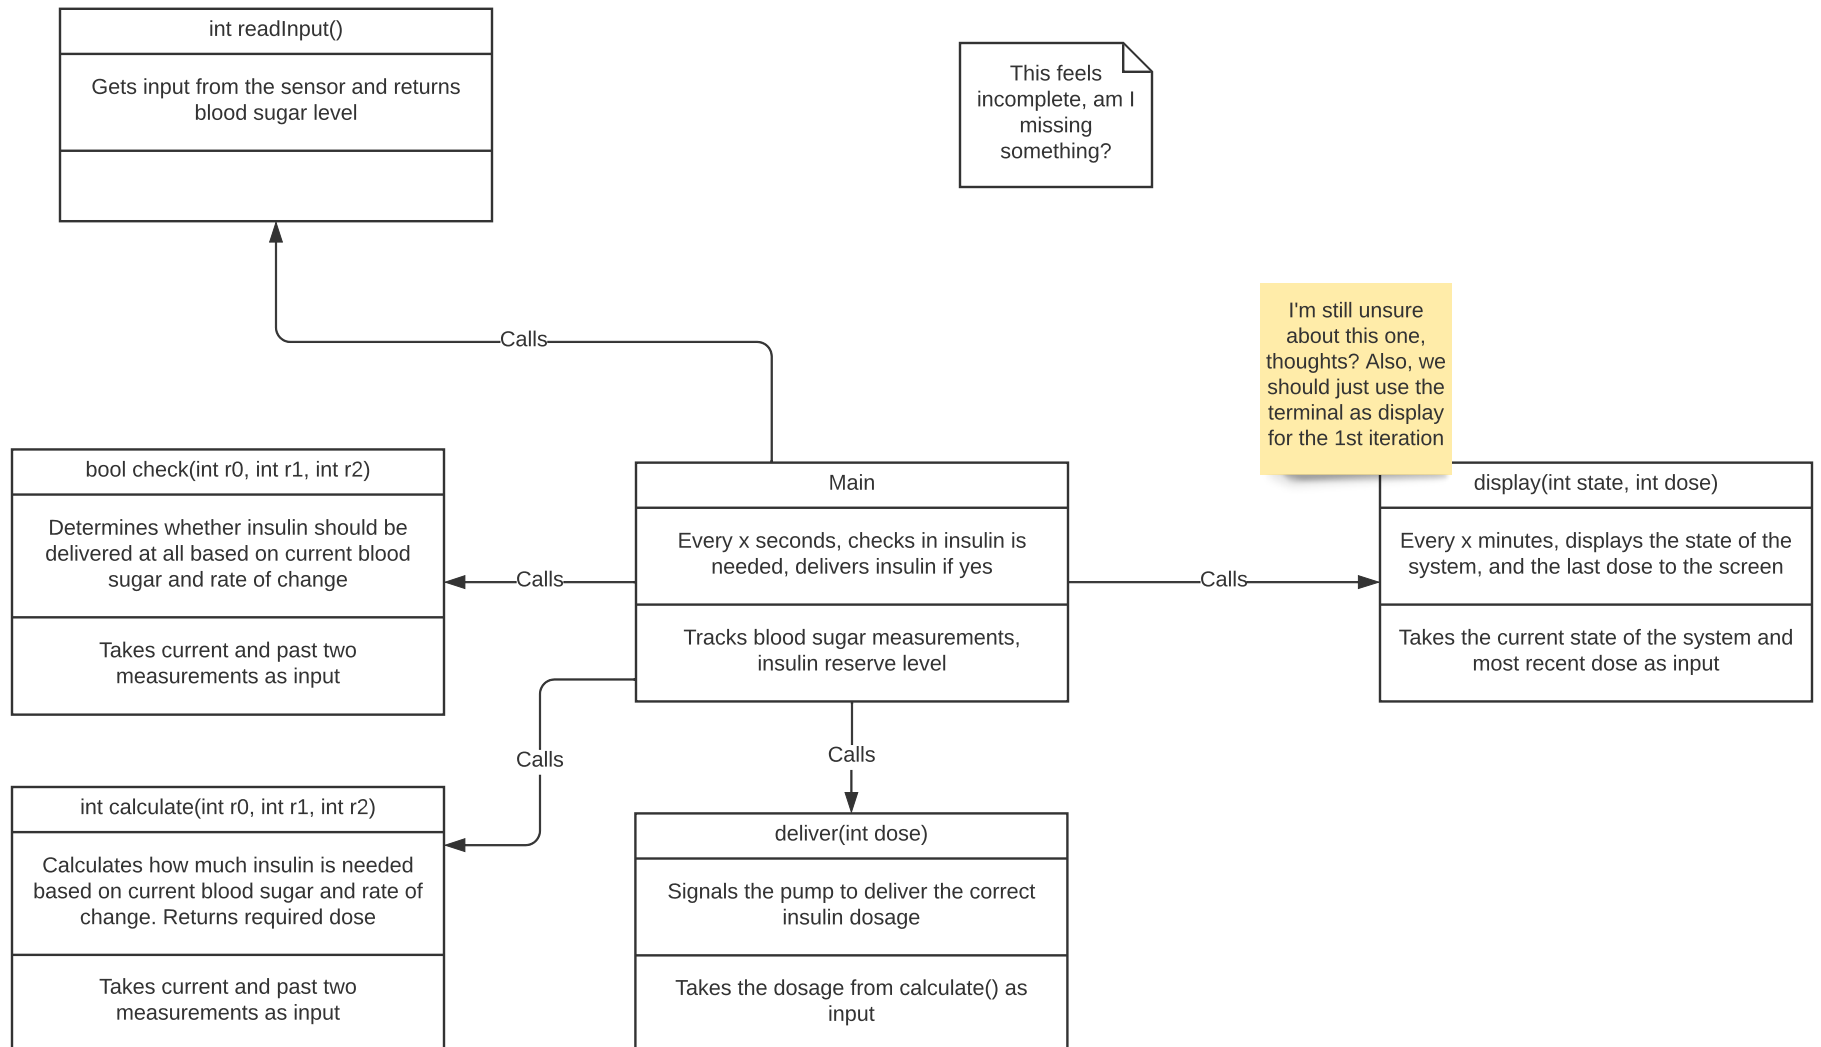 int readInput()
Gets input from the sensor and returns
blood sugar level
This feels
incomplete, am I
missing
something?
Calls
I'm still unsure
about this one,
thoughts? Also, we
should just use the
terminal as display
for the 1st iteration
bool check(int r0, int r1, int r2)
Determines whether insulin should be
delivered at all based on current blood
sugar and rate of change
Takes current and past two
measurements as input
Calls
Main
Every x seconds, checks in insulin is
needed, delivers insulin if yes
Tracks blood sugar measurements,
insulin reserve level
Calls
display(int state, int dose)
Every x minutes, displays the state of the
system, and the last dose to the screen
Takes the current state of the system and
most recent dose as input
Calls
Calls
int calculate(int r0, int r1, int r2)
Calculates how much insulin is needed
based on current blood sugar and rate of
change. Returns required dose
Takes current and past two
measurements as input
deliver(int dose)
Signals the pump to deliver the correct
insulin dosage
Takes the dosage from calculate() as
input